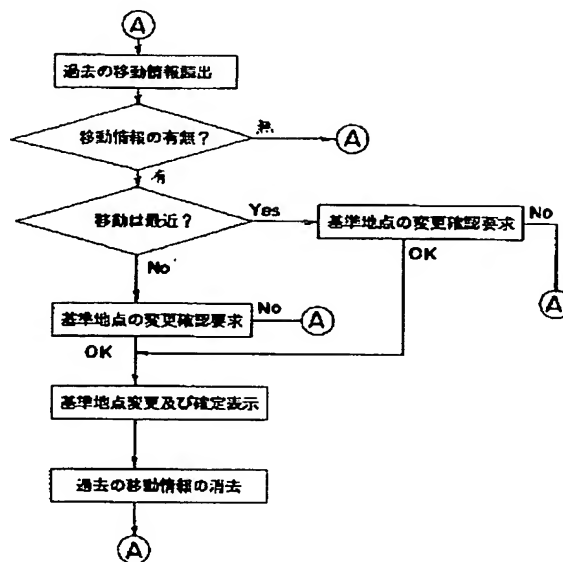 A
過去の移動情報読出
移動情報の有無?
無
A
有
移動は最近?
Yes
基準地点の変更確認要求
No
OK
A
No
基準地点の変更確認要求
No
A
OK
基準地点変更及び確定表示
過去の移動情報の消去
A